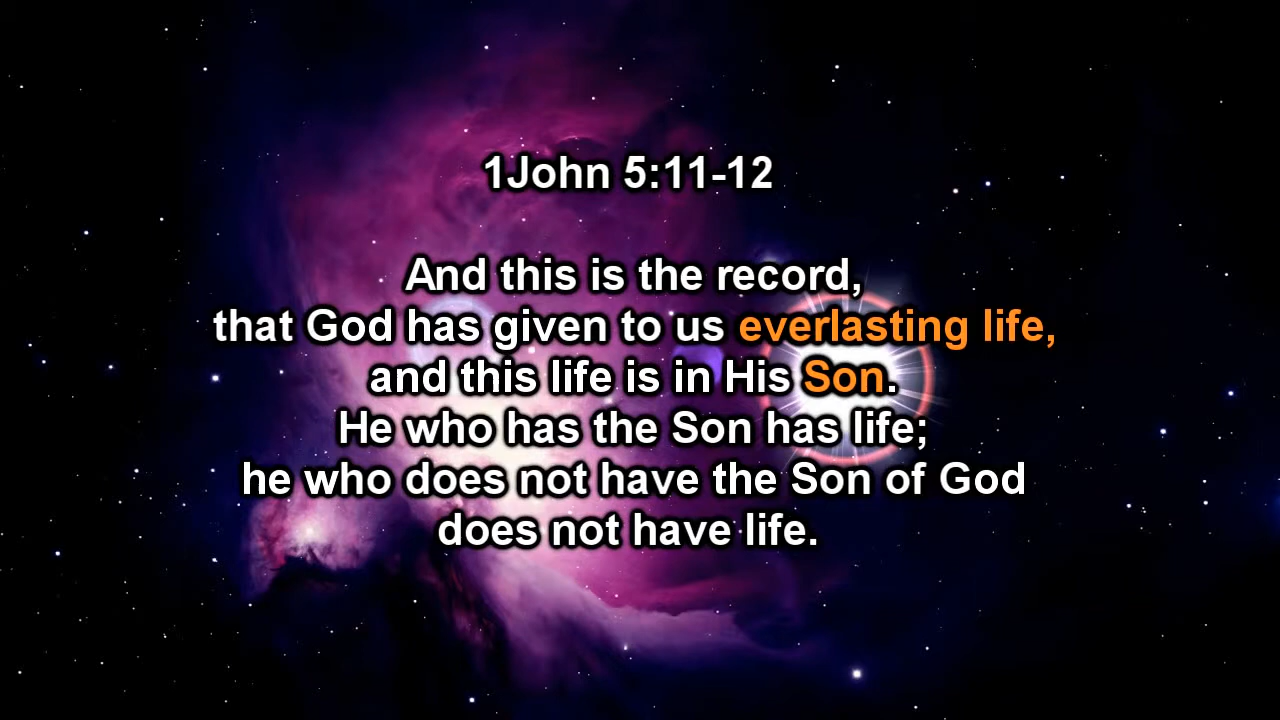 1John 5:11-12
And this is the record,
that God has given to us everlasting life,
and this life is in His Son.
He who has the Son has life;
he who does not have the Son of God
does not have life.